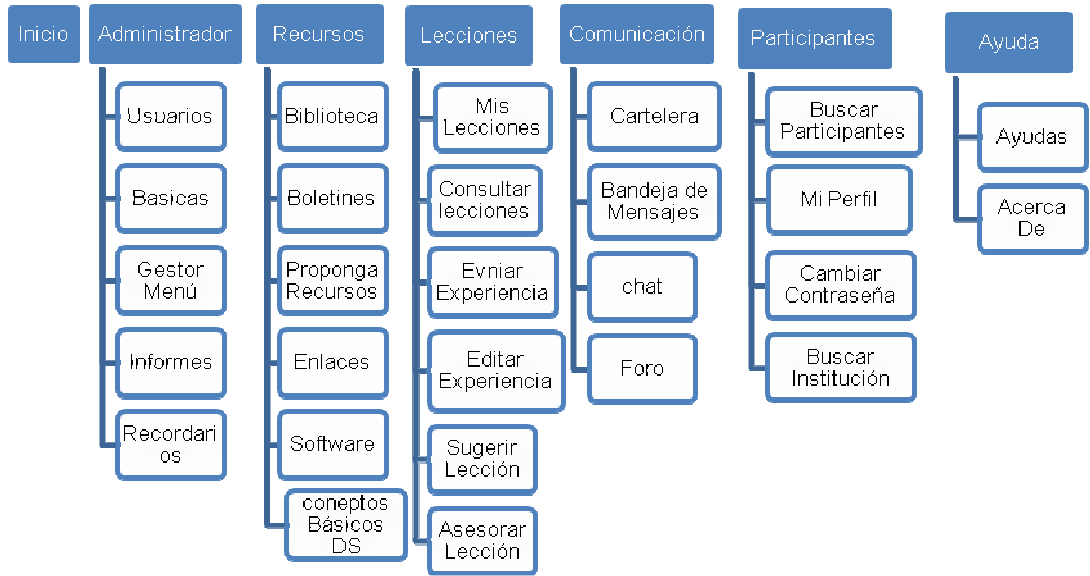 Inicio
Administrador
Usuarios
Basicas
Gestor
Menú
Informes
Recordari
os
Recursos
Biblioteca
Boletines
Proponga
Recursos
Enlaces
Software
coneptos
Básicos
DS
Lecciones
Mis
Lecciones
Consultar
lecciones
Evniar
Experiencia
Editar
Experiencia
Sugerir
Lección
Asesorar
Lección
Comunicación
Cartelera
Bandeja de
Mensajes
chat
Foro
Participantes
Buscar
Participantes
Mi Perfil
Cambiar
Contraseña
Buscar
Institución
Ayuda
Ayudas
Acerca
De